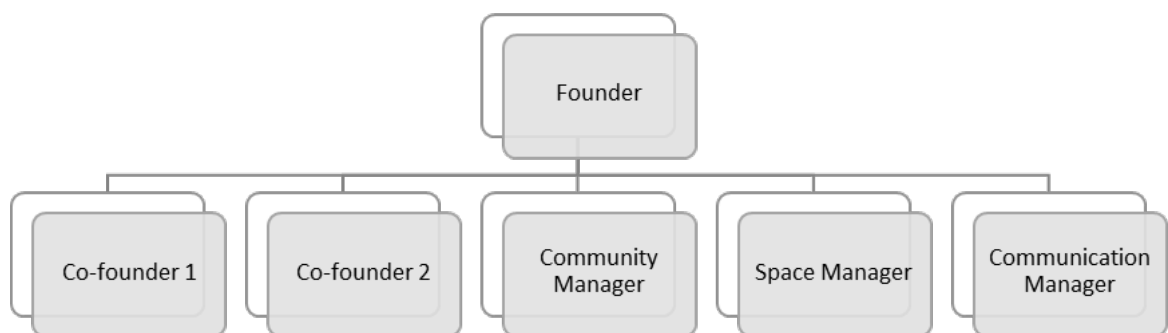 Founder
Co-founder 1
Co-founder 2
Community
Manager
Space Manager
Communication
Manager